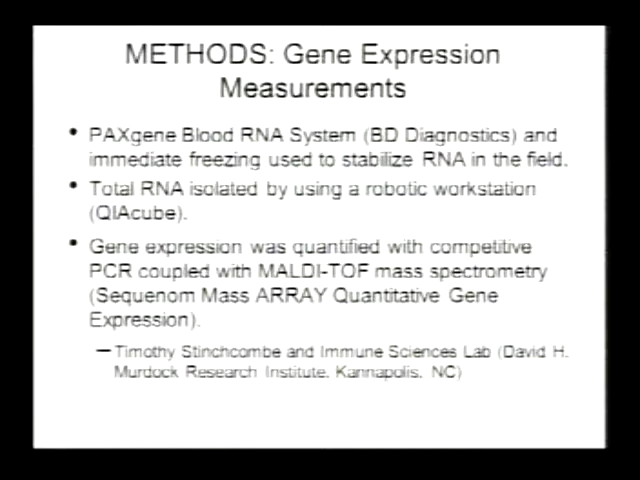 METHODS: Gene Expression
Measurements
• PAXgene Blood RNA System (BD Diagnostics) and
immediate freezing used to stabilize RNA in the field.
• Total RNA isolated by using a robotic workstation
(QIAcube).
• Gene expression was quantified with competitive
PCR coupled with MALDI-TOF mass spectrometry
(Sequenom Mass ARRAY Quantitative Gene
Expression).
– Timothy Stinchcombe and Immune Sciences Lab (David H.
Murdock Research Institute, Kannapolis, NC)